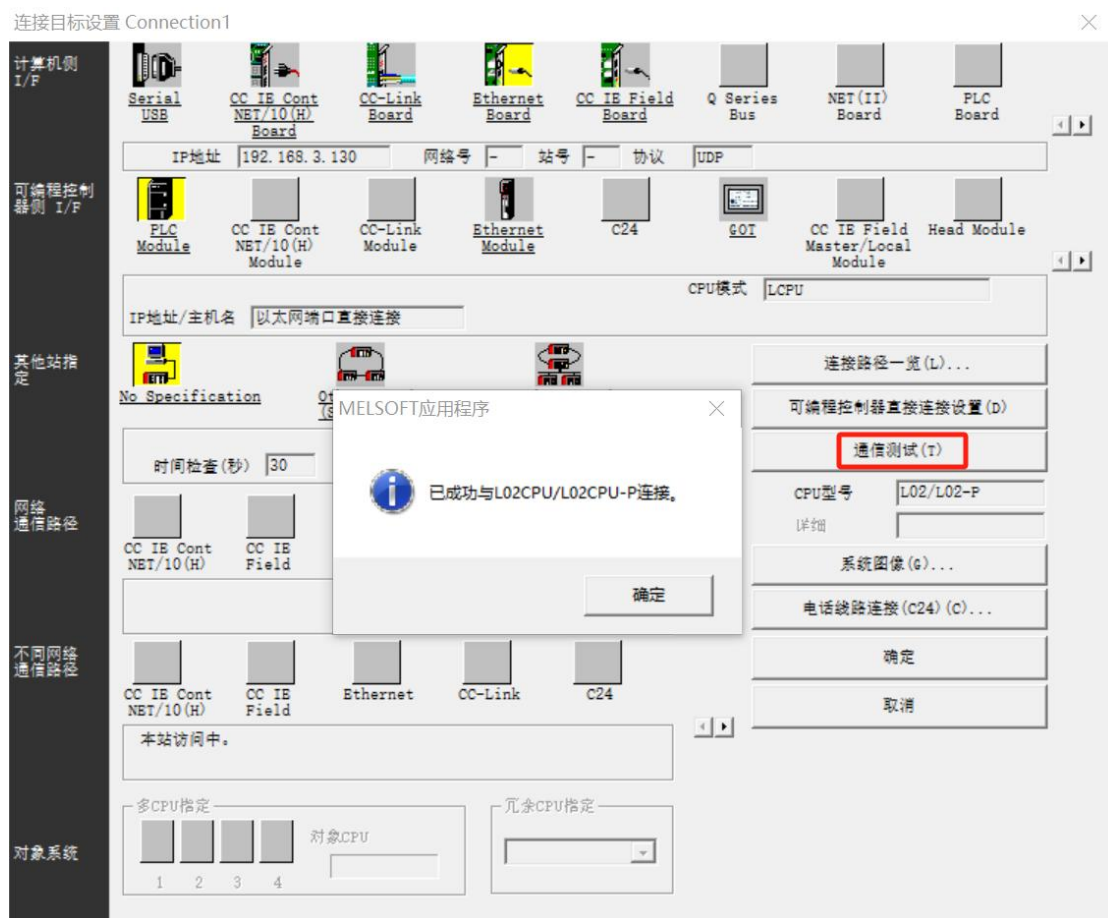 连接目标设置 Connection1
计算机侧
I/F
Serial
USB
CC IE Cont
NET/10(H)
Board
CC-Link
Board
Ethernet
Board
CC IE Field
Board
Q Series
Bus
NET(II)
Board
PLC
Board
IP地址 192.168.3.130 网络号 - 站号 - 协议 UDP
可编程控制
器侧 I/F
PLC
Module
CC IE Cont
NET/10(H)
Module
CC-Link
Module
Ethernet
Module
C24
GOT
CC IE Field
Master/Local
Module
Head Module
CPU模式 LCPU
IP地址/主机名 以太网端口直接连接
其他站指
定
No Specification
连接路径一览(L)...
可编程控制器直接连接设置(D)
通信测试(T)
时间检查(秒) 30
MELSOFT应用程序
已成功与L02CPU/L02CPU-P连接。
确定
CPU型号 L02/L02-P
详细
网络
通信路径
CC IE Cont
NET/10(H)
CC IE
Field
系统图像(G)...
电话线路连接(C24)(C)...
确定
取消
不同网络
通信路径
CC IE Cont
NET/10(H)
CC IE
Field
Ethernet
CC-Link
C24
本站访问中。
对象系统
多CPU指定
1 2 3 4
对象CPU
冗余CPU指定